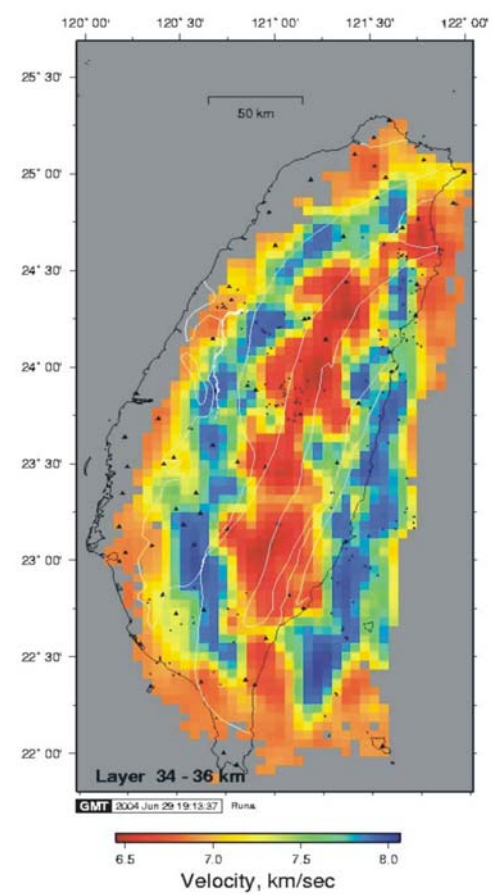 120° 00' 120° 30' 121° 00' 121° 30' 122° 00'
25° 30'
50 km
25° 00'
24° 30'
24° 00'
23° 30'
23° 00'
22° 30'
22° 00'
Layer 34 - 36 km
GMT 2004 Jun 29 19:13:37 Runa
6.5 7.0 7.5 8.0
Velocity, km/sec